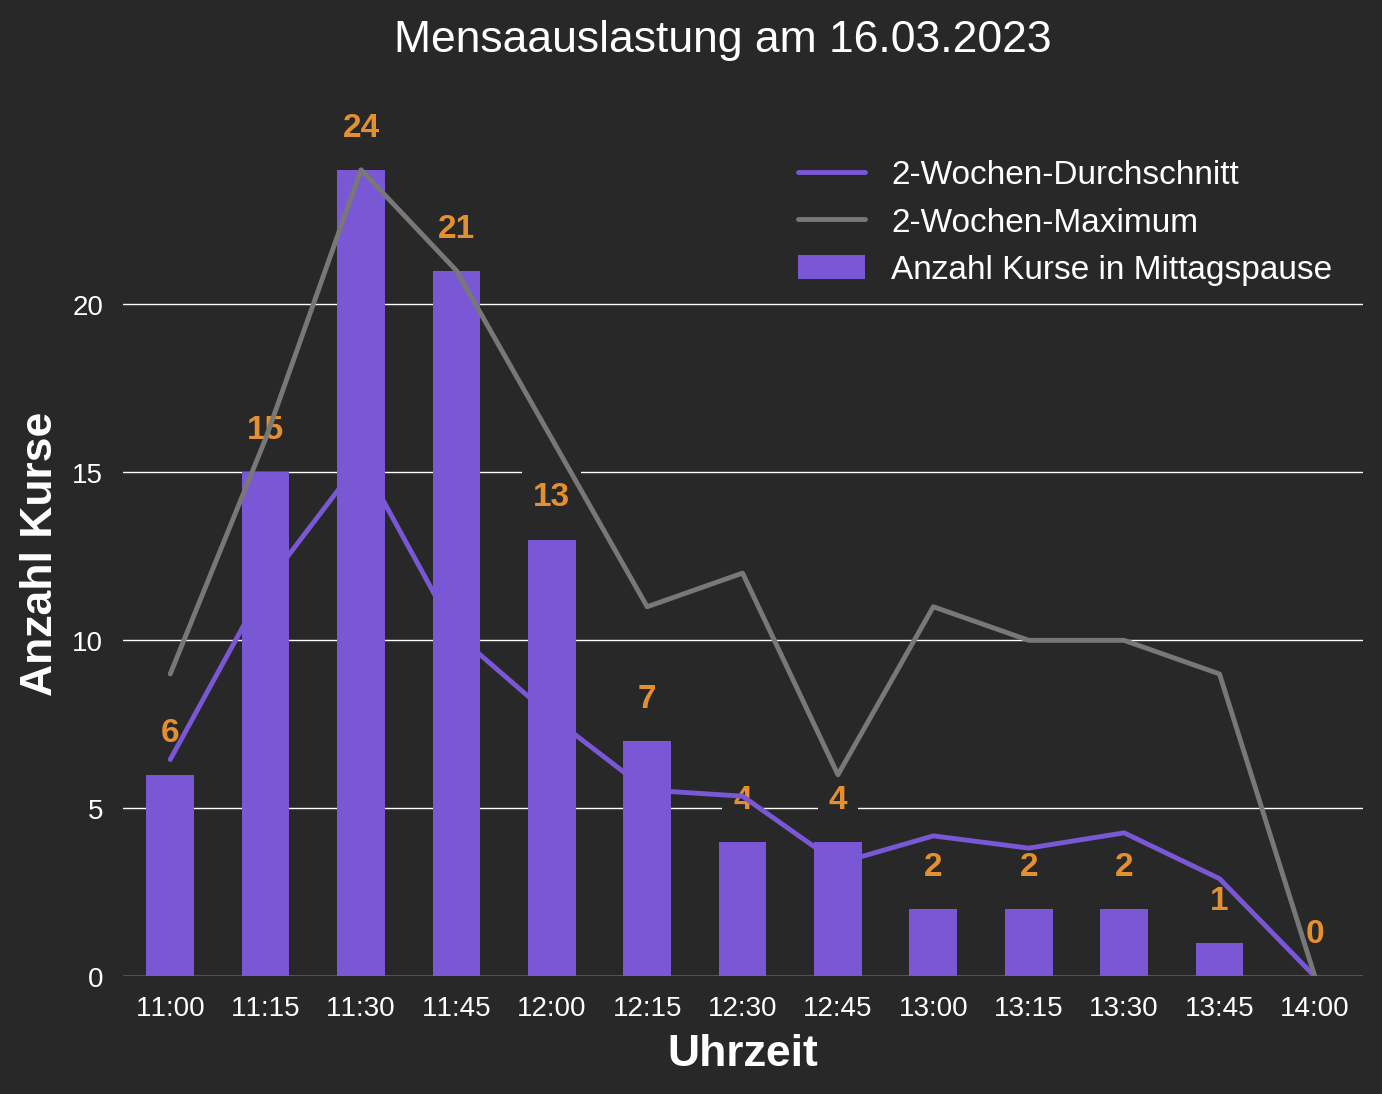 Mensaauslastung am 16.03.2023
2-Wochen-Durchschnitt
2-Wochen-Maximum
Anzahl Kurse in Mittagspause
Anzahl Kurse
20
15
10
5
0
6
15
24
21
13
7
4
4
2
2
2
1
0
11:00 11:15 11:30 11:45 12:00 12:15 12:30 12:45 13:00 13:15 13:30 13:45 14:00
Uhrzeit